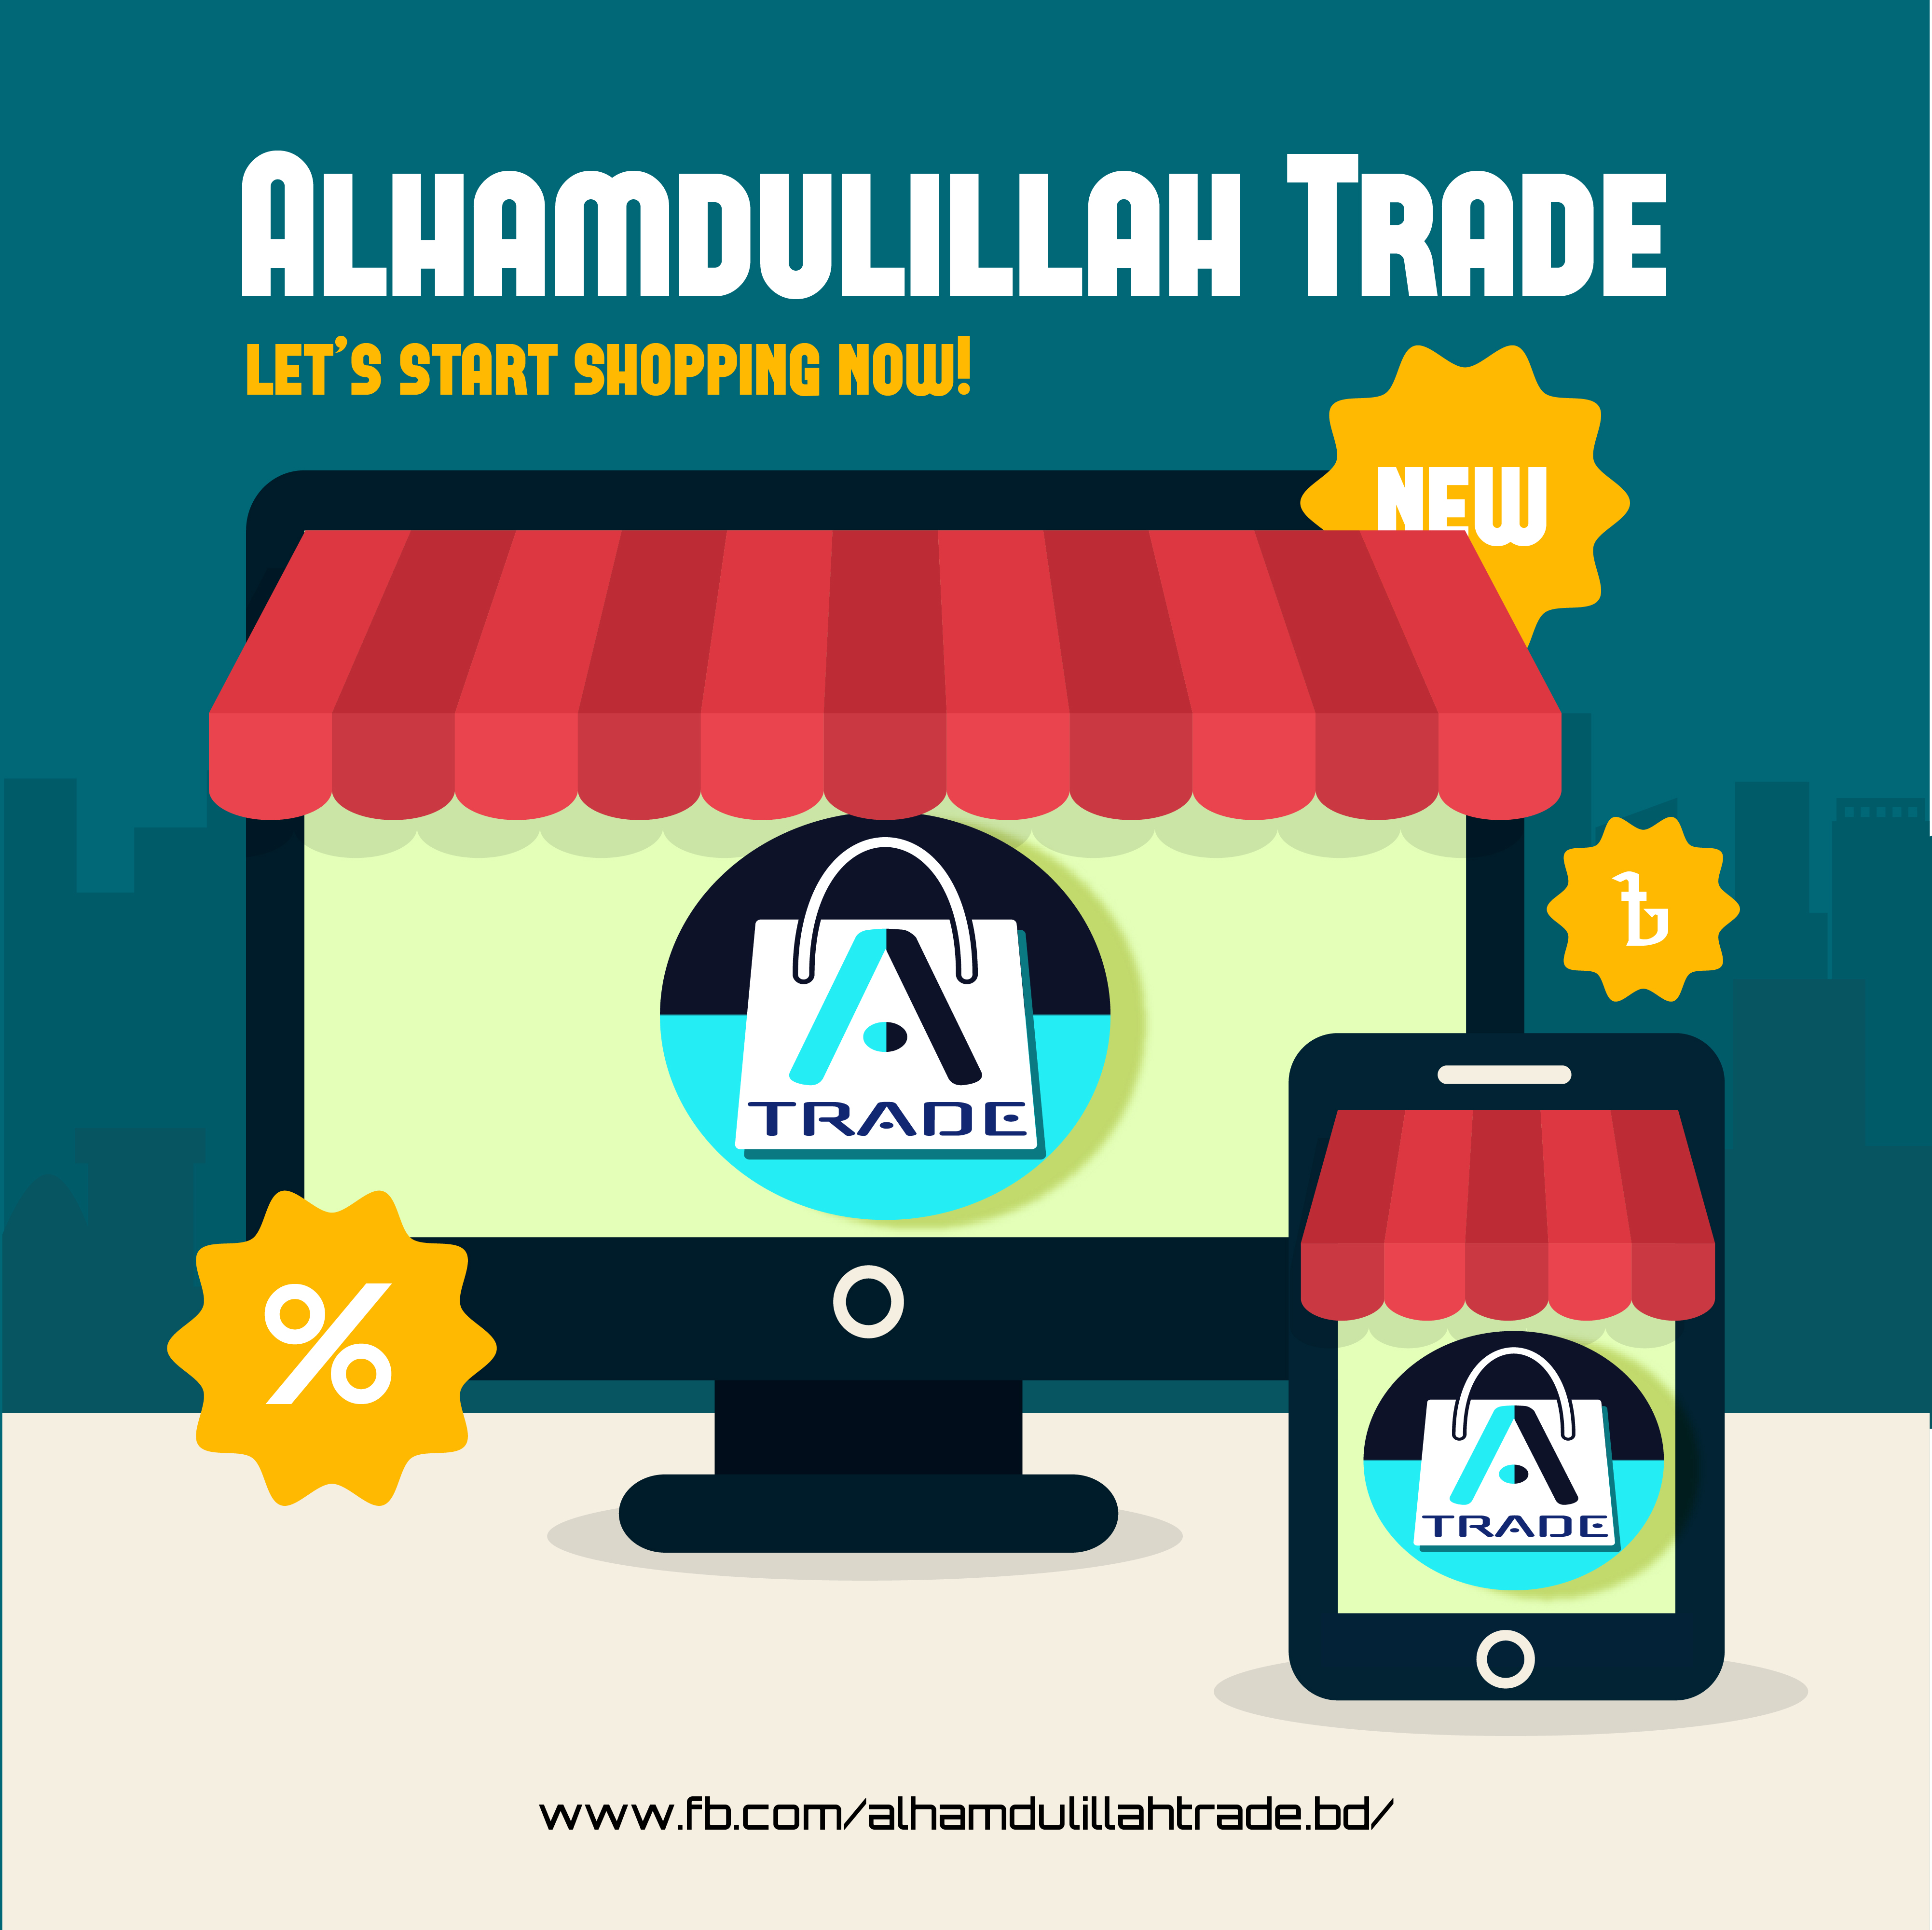 Alhamdulillah Trade
LET'S START SHOPPING NOW!
NEW
৳
A
TRADE
%
A
TRADE
www.fb.com/alhamdulillahtrade.bd/